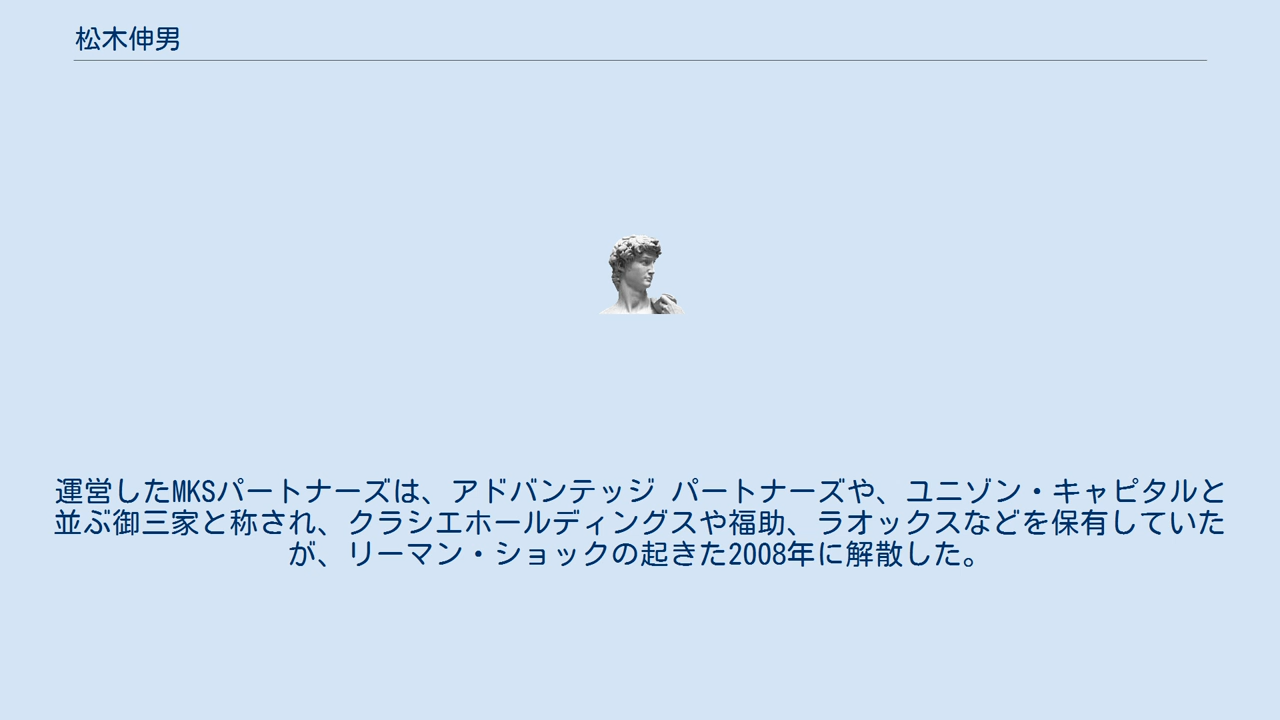 松木伸男
運営したMKSパートナーズは、アドバンテッジ パートナーズや、ユニゾン・キャピタルと
並ぶ御三家と称され、クラシエホールディングスや福助、ラオックスなどを保有していた
が、リーマン・ショックの起きた2008年に解散した。